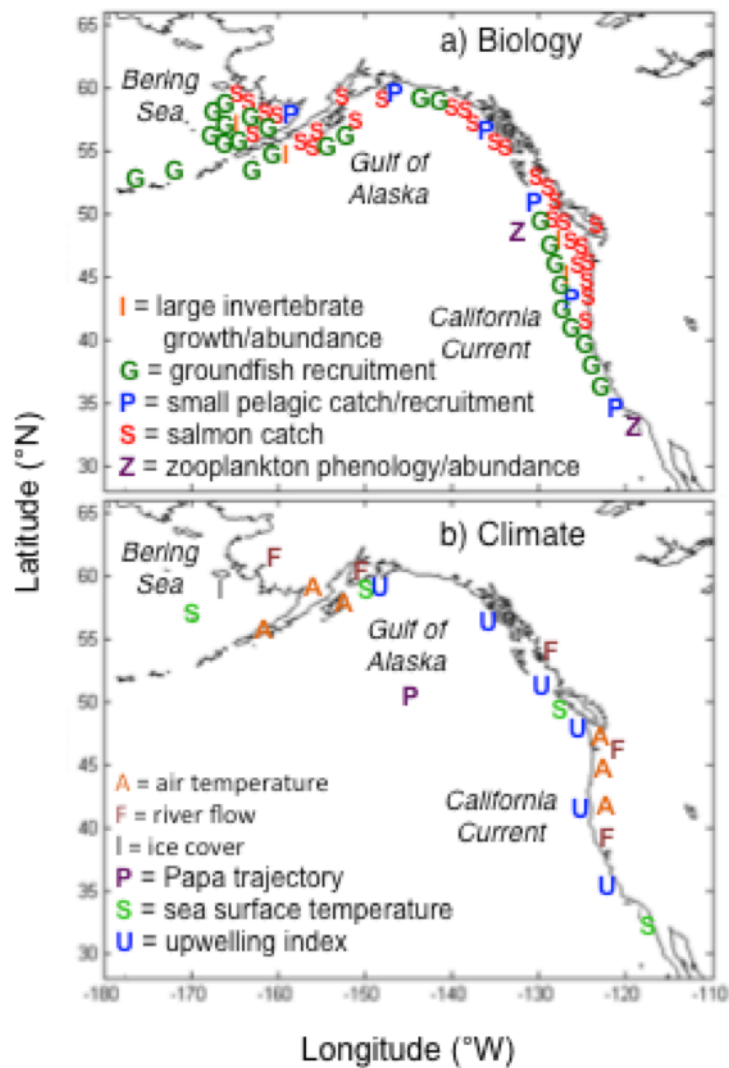 a) Biology
Bering
Sea
Gulf of
Alaska
California
Current
I = large invertebrate
growth/abundance
G = groundfish recruitment
P = small pelagic catch/recruitment
S = salmon catch
Z = zooplankton phenology/abundance
65
60
55
50
45
40
35
30
b) Climate
Bering
Sea
Gulf of
Alaska
California
Current
A = air temperature
F = river flow
I = ice cover
P = Papa trajectory
S = sea surface temperature
U = upwelling index
65
60
55
50
45
40
35
30
-180 -170 -160 -150 -140 -130 -120 -110
Latitude (°N)
Longitude (°W)